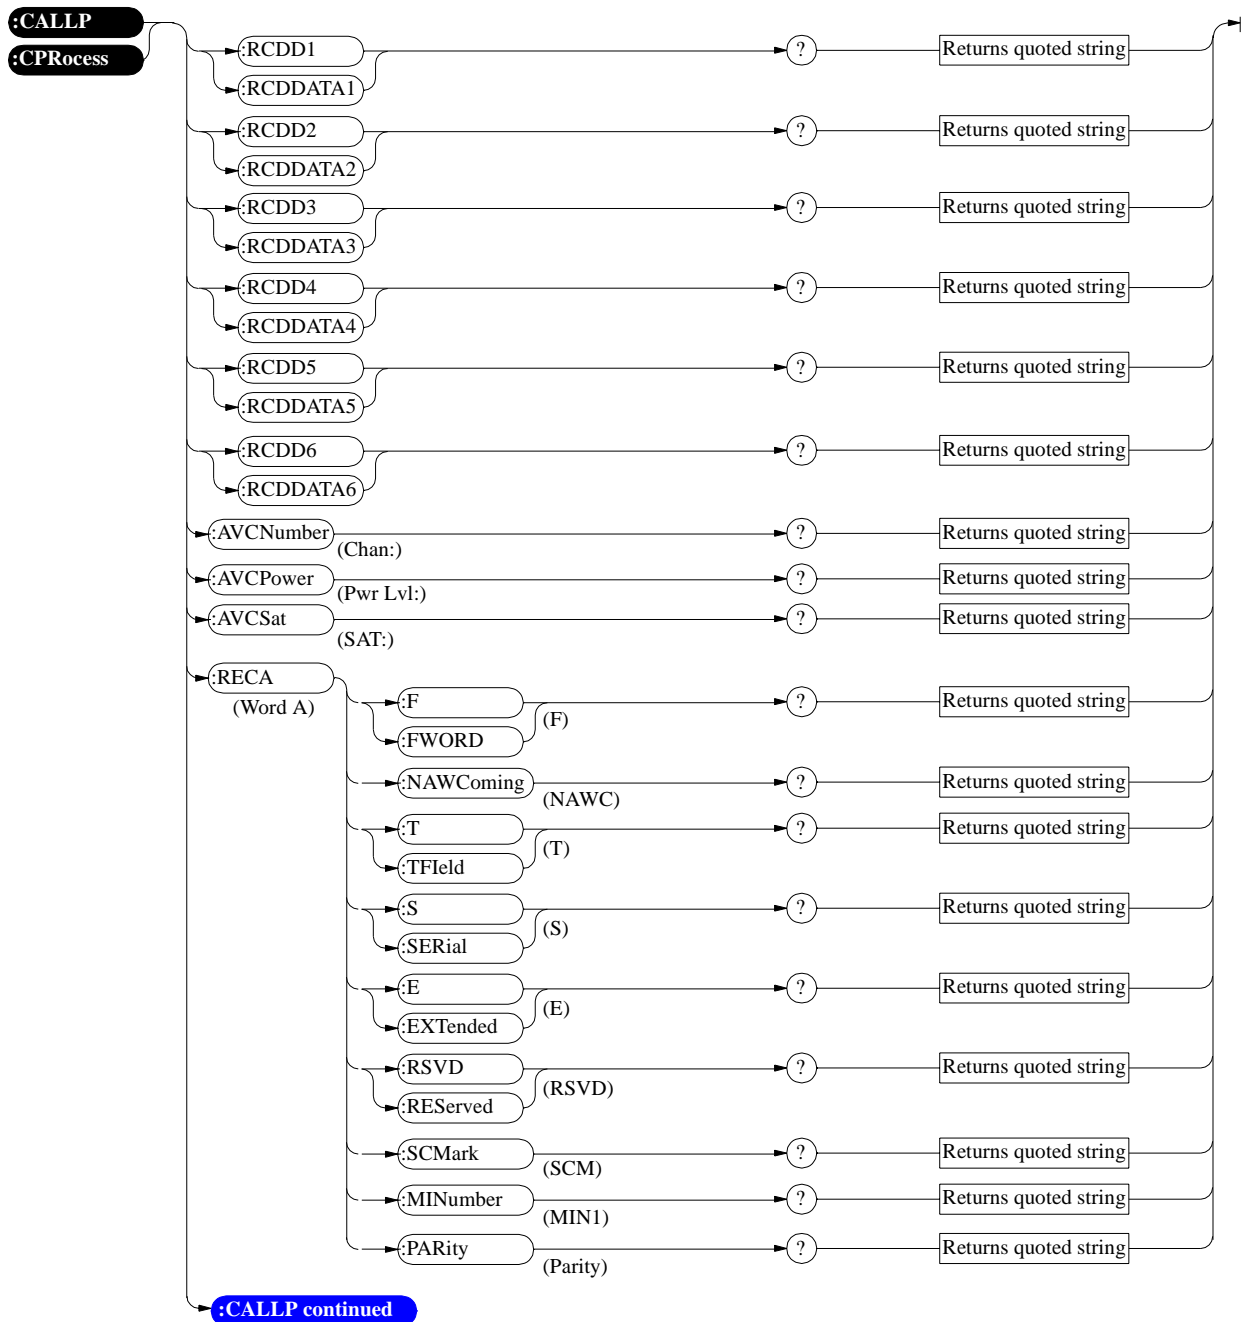 :CALLP
:CPRocess
:RCDD1 ? Returns quoted string
:RCDDATA1
:RCDD2 ? Returns quoted string
:RCDDATA2
:RCDD3 ? Returns quoted string
:RCDDATA3
:RCDD4 ? Returns quoted string
:RCDDATA4
:RCDD5 ? Returns quoted string
:RCDDATA5
:RCDD6 ? Returns quoted string
:RCDDATA6
:AVCNumber ? Returns quoted string
(Chan:)
:AVCPower ? Returns quoted string
(Pwr Lvl:)
:AVCSat ? Returns quoted string
(SAT:)
:RECA
(Word A)
:F ? Returns quoted string
(F)
:FWORD
:NAWComing ? Returns quoted string
(NAWC)
:T ? Returns quoted string
(T)
:TFIeld
:S ? Returns quoted string
(S)
:SERial
:E ? Returns quoted string
(E)
:EXTended
:RSVD ? Returns quoted string
(RSVD)
:REServed
:SCMark ? Returns quoted string
(SCM)
:MINumber ? Returns quoted string
(MIN1)
:PARity ? Returns quoted string
(Parity)
:CALLP continued